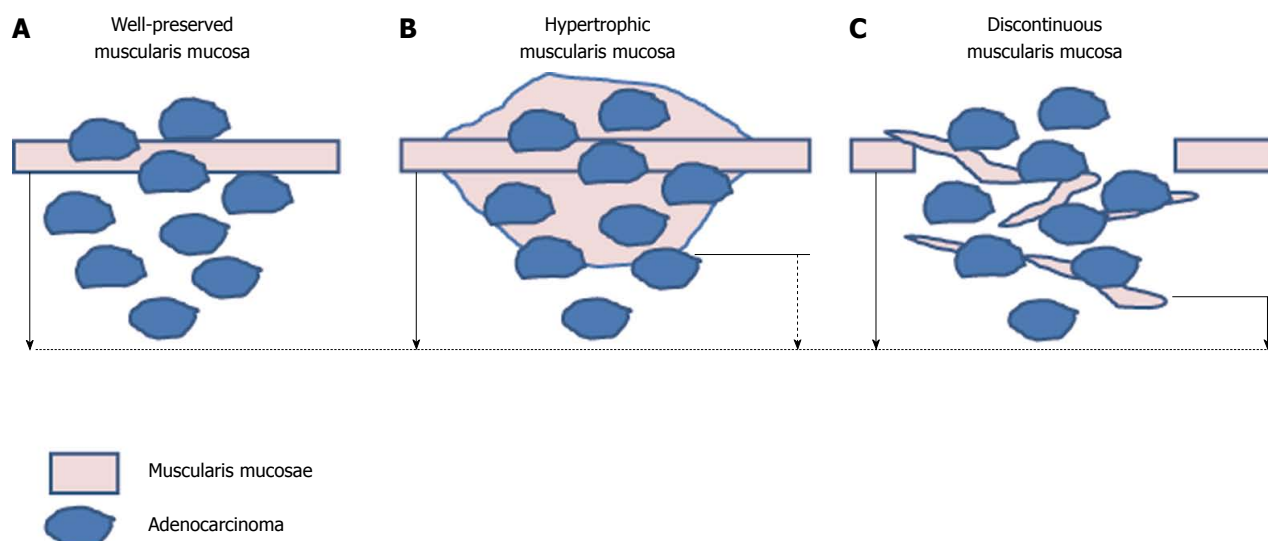 A
Well-preserved
muscularis mucosa
B
Hypertrophic
muscularis mucosa
C
Discontinuous
muscularis mucosa
Muscularis mucosae
Adenocarcinoma